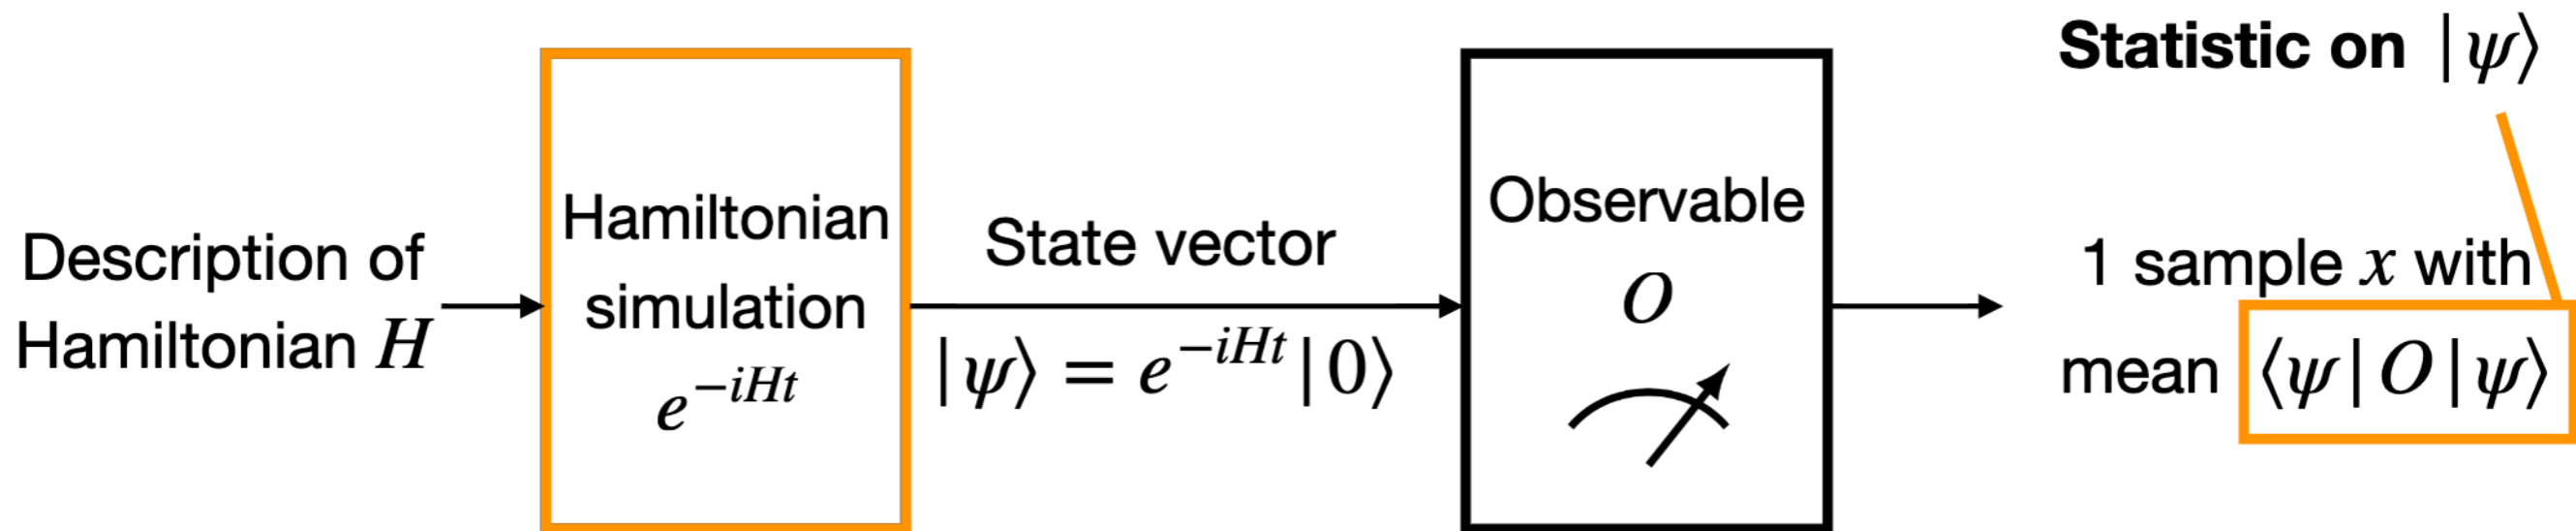 Description of
Hamiltonian H
Hamiltonian
simulation
e^{-iHt}
State vector
|ψ⟩ = e^{-iHt}|0⟩
Observable
O
Statistic on |ψ⟩
1 sample x with
mean ⟨ψ|O|ψ⟩